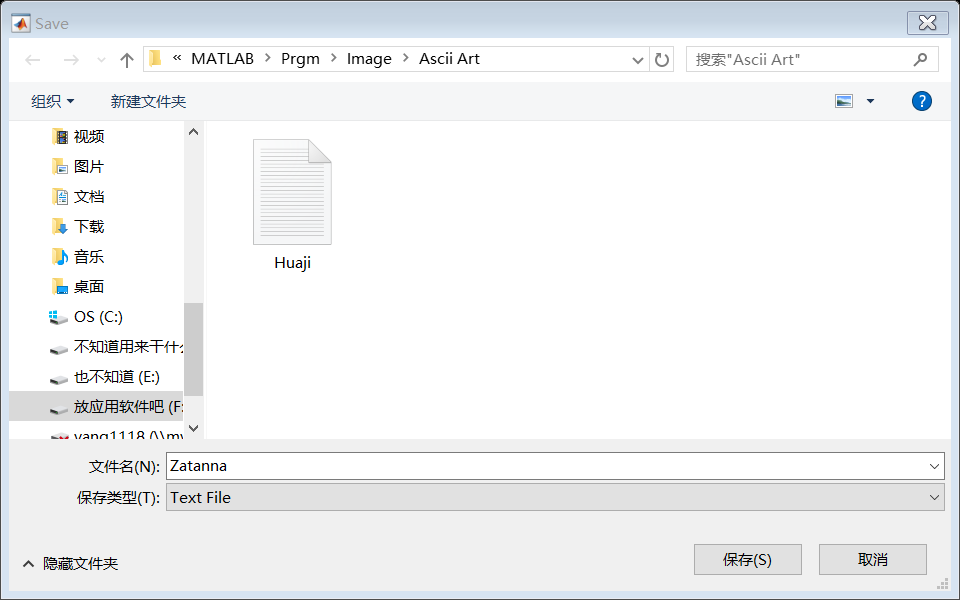 Save
« MATLAB > Prgm > Image > Ascii Art
搜索"Ascii Art"
组织
新建文件夹
?
视频
图片
文档
下载
音乐
桌面
OS (C:)
不知道用来干什么
也不知道 (E:)
放应用软件吧 (F:
yang1118 (\\my
Huaji
文件名(N): Zatanna
保存类型(T): Text File
隐藏文件夹
保存(S)
取消